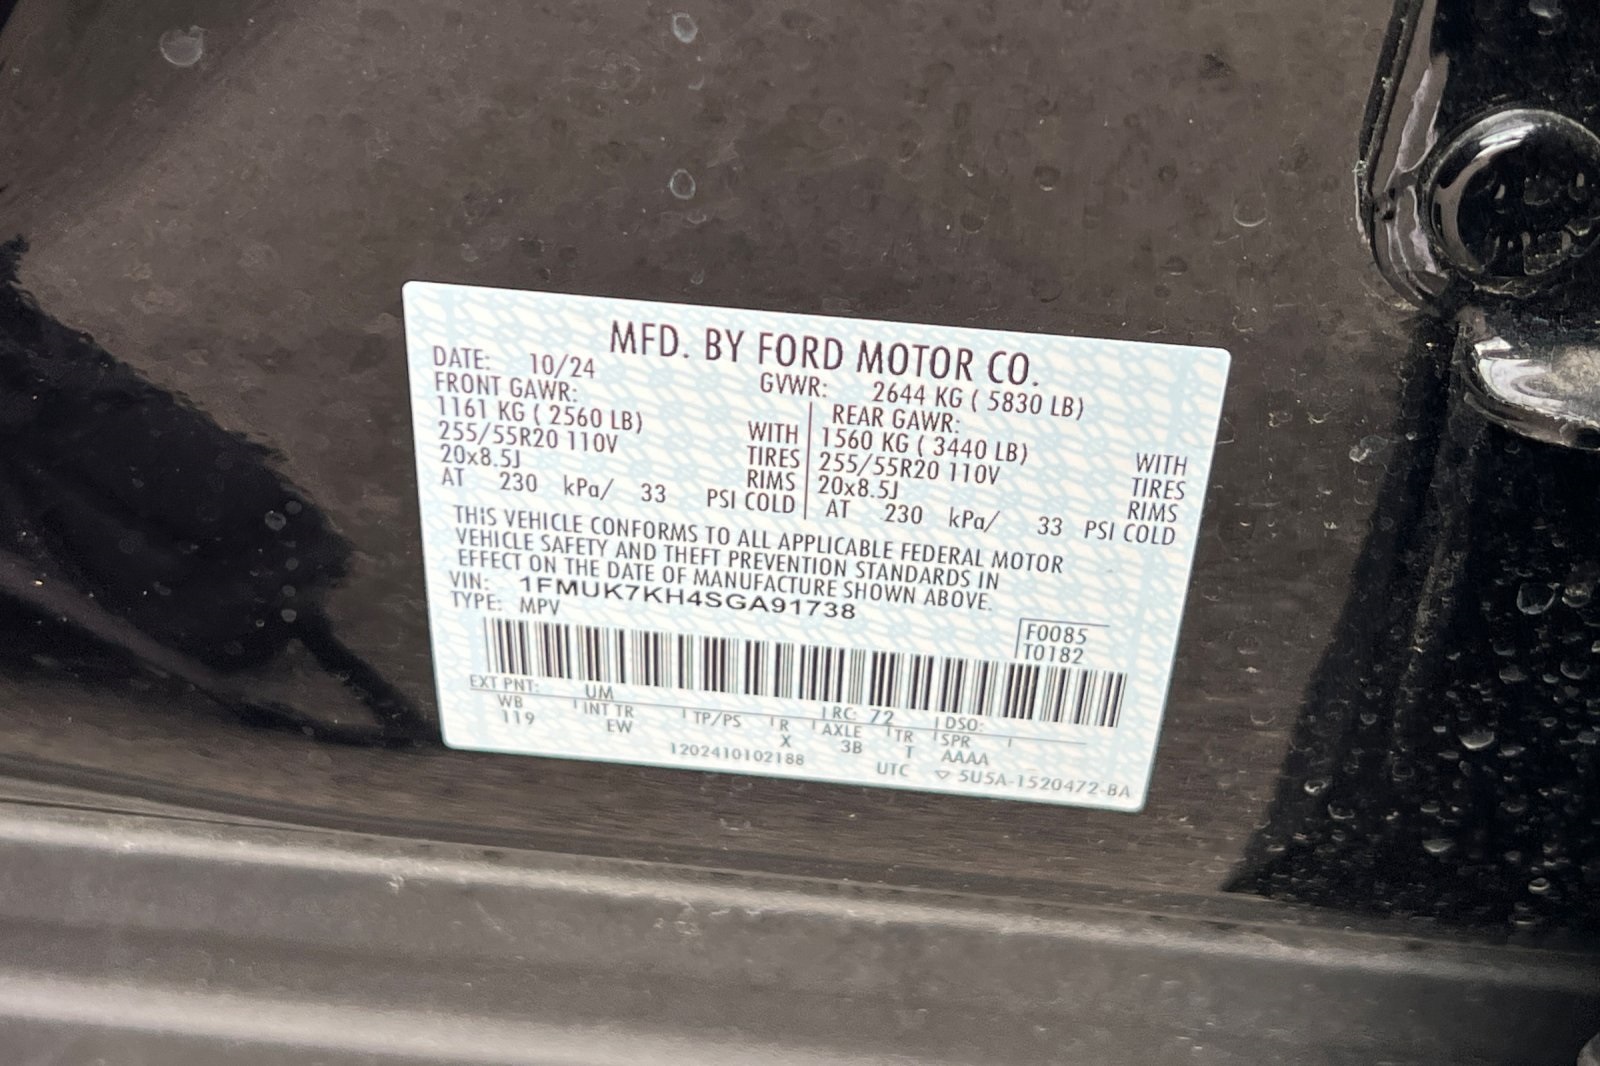 MFD. BY FORD MOTOR CO.
DATE: 10/24 GVWR: 2644 KG ( 5830 LB)
FRONT GAWR: REAR GAWR:
1161 KG ( 2560 LB) WITH 1560 KG ( 3440 LB) WITH
255/55R20 110V TIRES 255/55R20 110V TIRES
20x8.5J RIMS 20x8.5J RIMS
AT 230 kPa/ 33 PSI COLD AT 230 kPa/ 33 PSI COLD
THIS VEHICLE CONFORMS TO ALL APPLICABLE FEDERAL MOTOR
VEHICLE SAFETY AND THEFT PREVENTION STANDARDS IN
EFFECT ON THE DATE OF MANUFACTURE SHOWN ABOVE.
VIN: 1FMUK7KH4SGA91738
TYPE: MPV
F0085
T0182
EXT PNT: UM RC: 72 DSO:
WB INT TR TP/PS R AXLE TR SPR
119 EW X 3B T AAAA
1202410102188 UTC ▽ 5U5A-1520472-BA